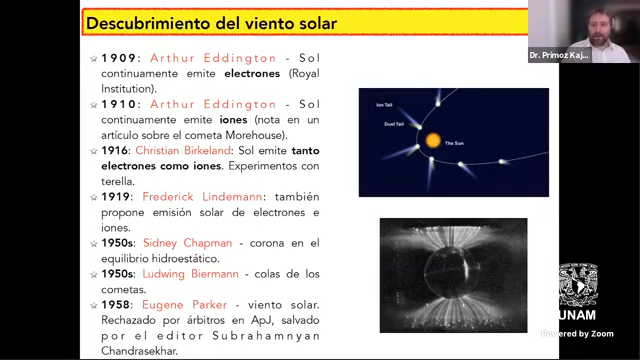 Descubrimiento del viento solar
Dr. Primoz Kaj...
☆ 1909: Arthur Eddington - Sol
continuamente emite electrones (Royal
Institution).
☆ 1910: Arthur Eddington - Sol
continuamente emite iones (nota en un
artículo sobre el cometa Morehouse).
☆ 1916: Christian Birkeland: Sol emite tanto
electrones como iones. Experimentos con
terella.
☆ 1919: Frederick Lindemann: también
propone emisión solar de electrones e
iones.
☆ 1950s: Sidney Chapman - corona en el
equilibrio hidroestático.
☆ 1950s: Ludwing Biermann - colas de los
cometas.
☆ 1958: Eugene Parker - viento solar.
Rechazado por árbitros en ApJ, salvado
por el editor Subrahamnyan
Chandrasekhar.
Ion Tail
Dust Tail
The Sun
UNAM
Powered by Zoom